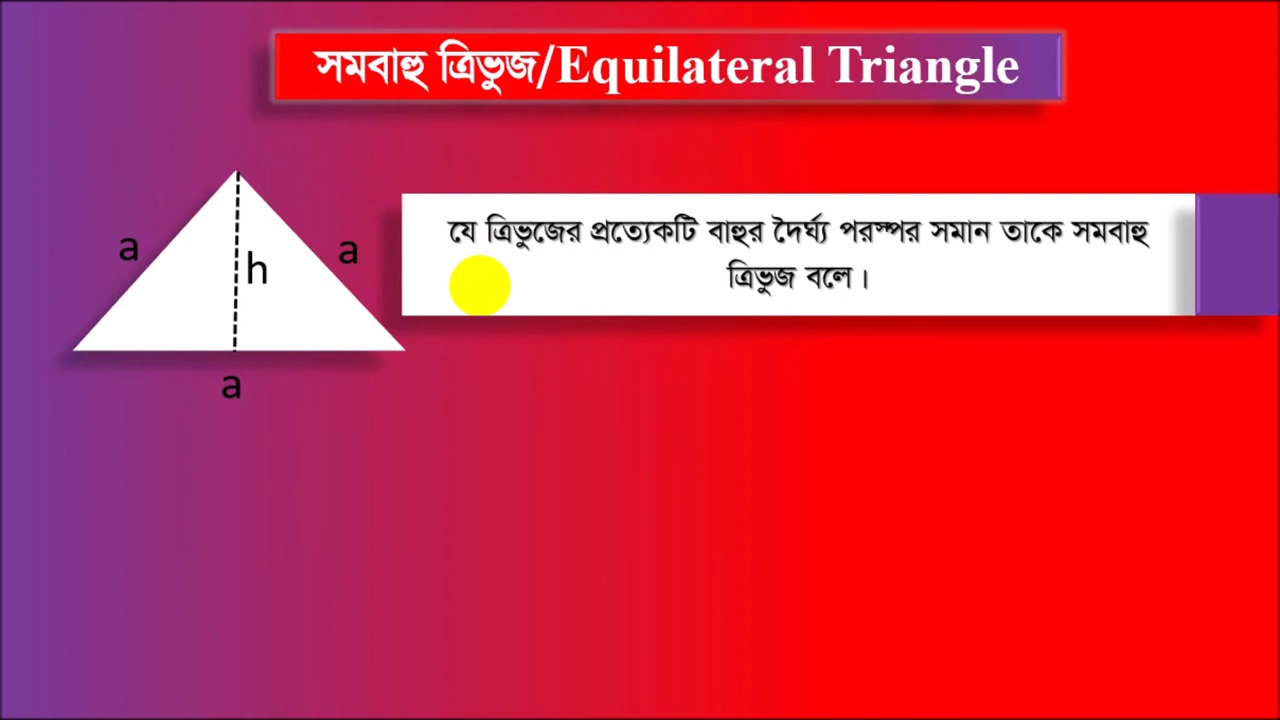 সমবাহু ত্রিভুজ/Equilateral Triangle
যে ত্রিভুজের প্রত্যেকটি বাহুর দৈর্ঘ্য পরস্পর সমান তাকে সমবাহু
ত্রিভুজ বলে।
a
a
h
a